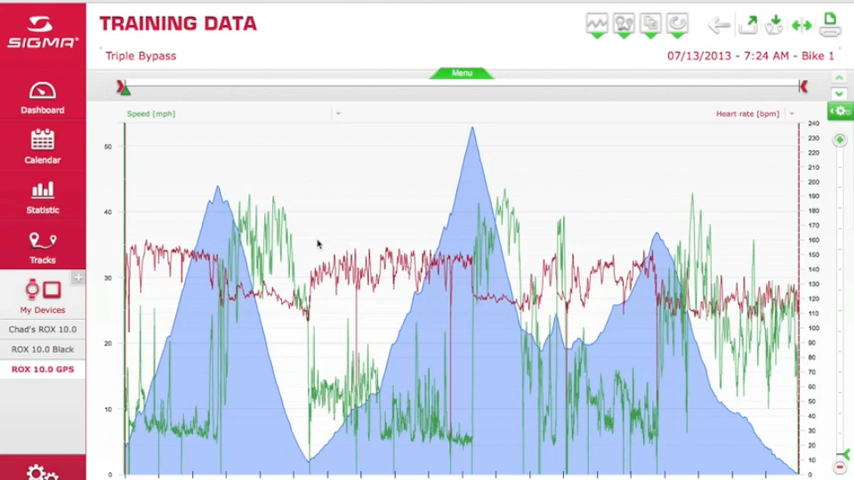 SIGMA
TRAINING DATA
Triple Bypass
07/13/2013 - 7:24 AM - Bike 1
Menu
Dashboard
Calendar
Statistic
Tracks
My Devices
Chad's ROX 10.0
ROX 10.0 Black
ROX 10.0 GPS
Speed [mph]
Heart rate [bpm]
50
40
30
20
10
0
240
230
220
210
200
190
180
170
160
150
140
130
120
110
100
90
80
70
60
50
40
30
20
10
0